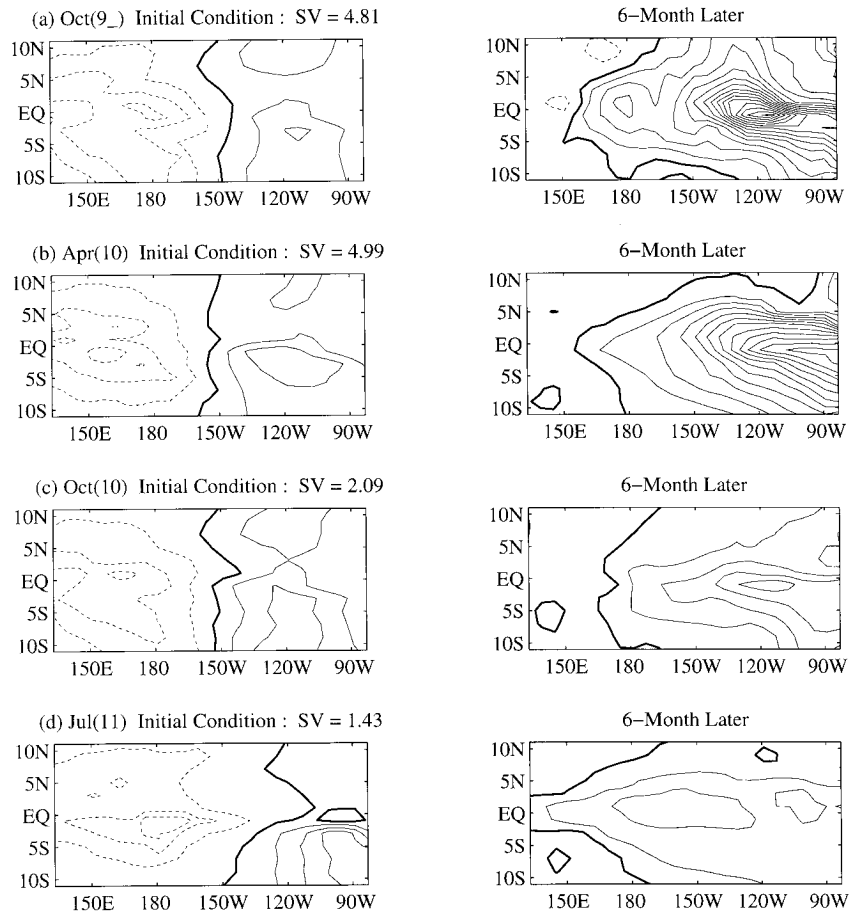 (a) Oct(9_) Initial Condition : SV = 4.81
6−Month Later
10N
5N
EQ
5S
10S
150E 180 150W 120W 90W
10N
5N
EQ
5S
10S
150E 180 150W 120W 90W
(b) Apr(10) Initial Condition : SV = 4.99
6−Month Later
10N
5N
EQ
5S
10S
150E 180 150W 120W 90W
10N
5N
EQ
5S
10S
150E 180 150W 120W 90W
(c) Oct(10) Initial Condition : SV = 2.09
6−Month Later
10N
5N
EQ
5S
10S
150E 180 150W 120W 90W
10N
5N
EQ
5S
10S
150E 180 150W 120W 90W
(d) Jul(11) Initial Condition : SV = 1.43
6−Month Later
10N
5N
EQ
5S
10S
150E 180 150W 120W 90W
10N
5N
EQ
5S
10S
150E 180 150W 120W 90W